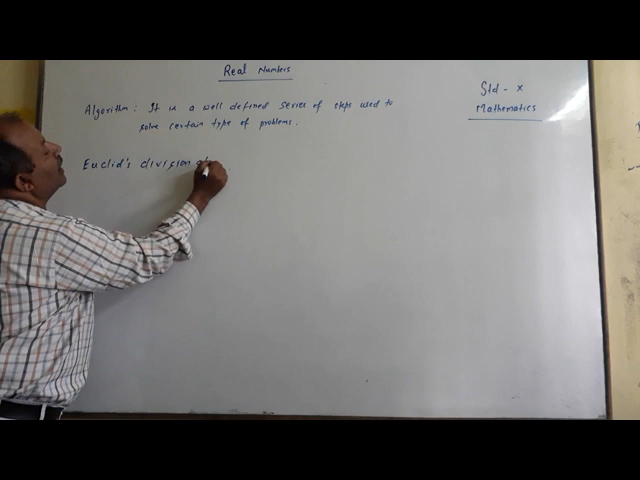 Real Numbers
Std - X
Mathematics
Algorithm : It is a well defined series of steps used to
solve certain type of problems.
Euclid's division al